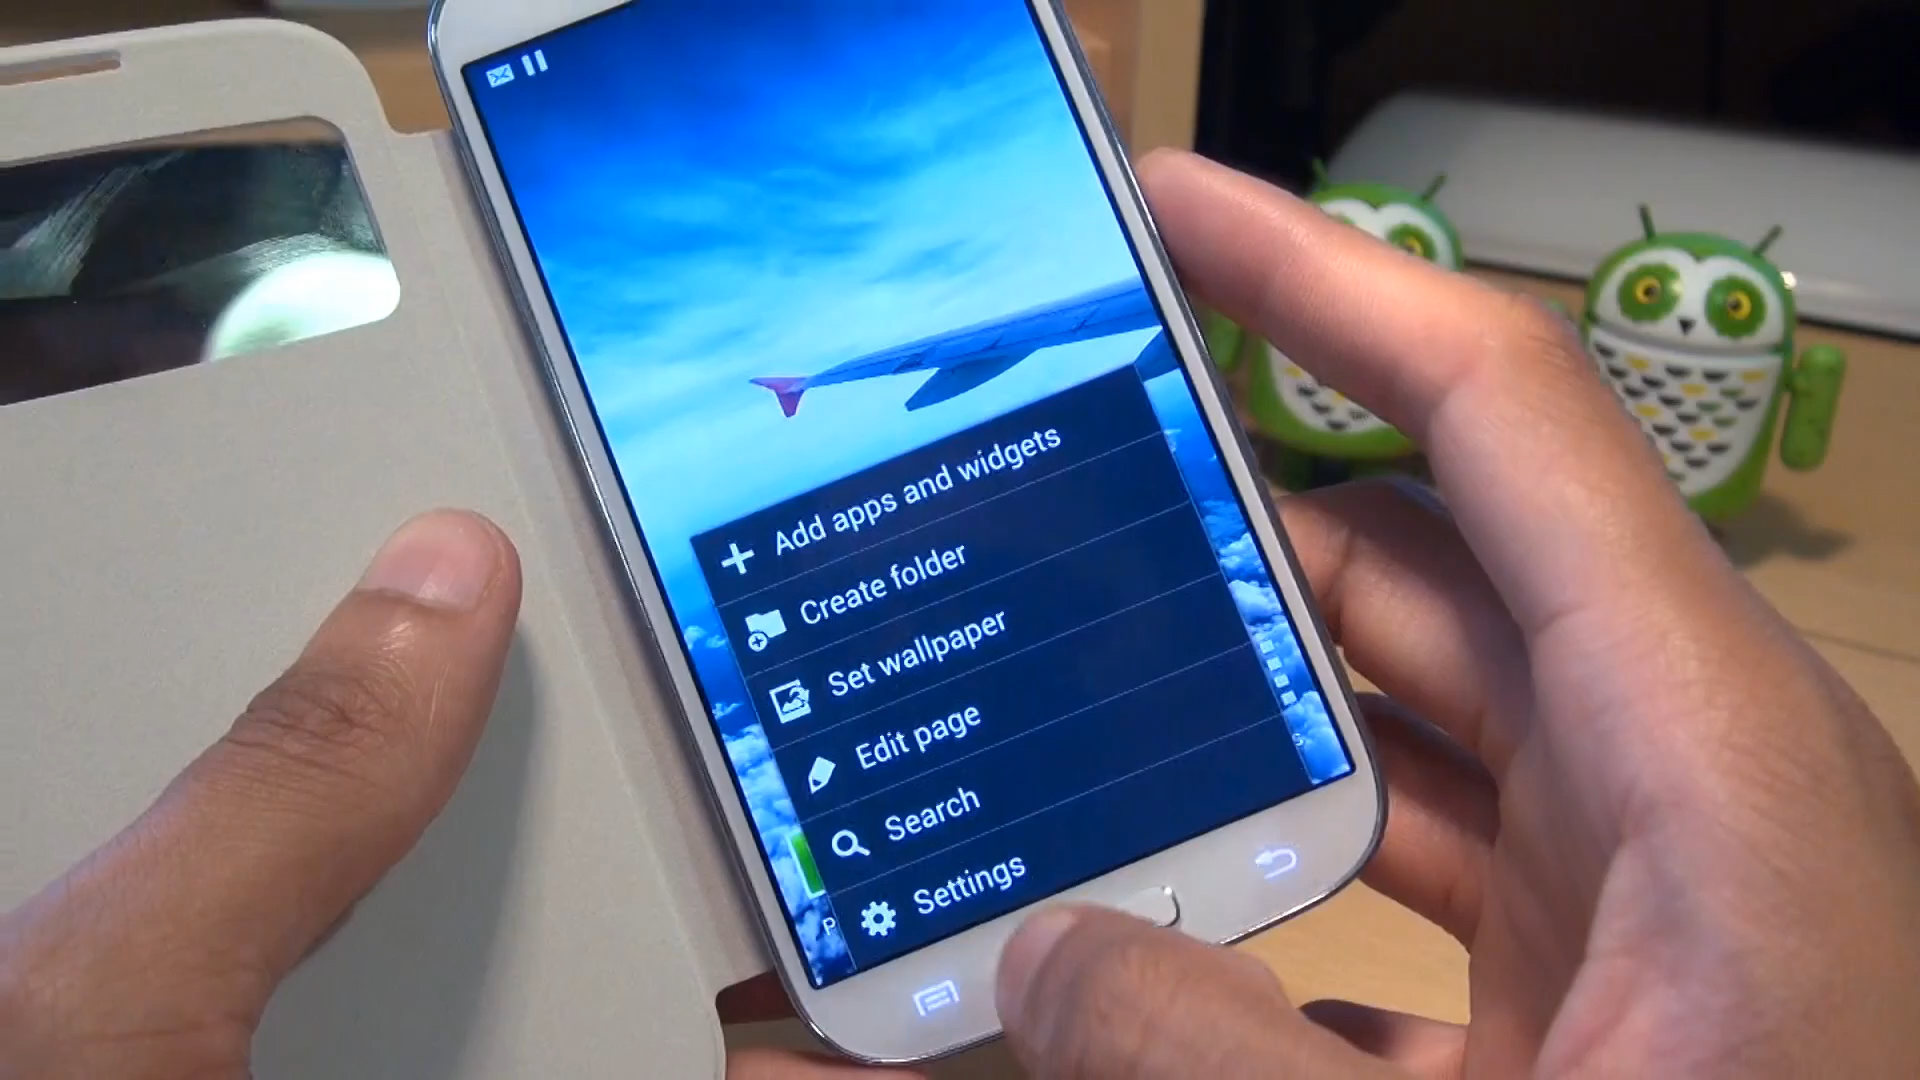 Add apps and widgets
Create folder
Set wallpaper
Edit page
Search
Settings